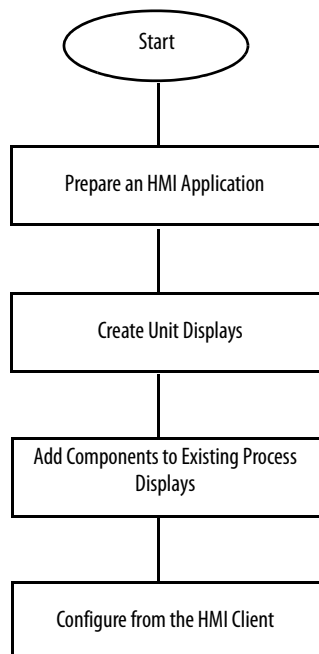 Start
Prepare an HMI Application
Create Unit Displays
Add Components to Existing Process
Displays
Configure from the HMI Client